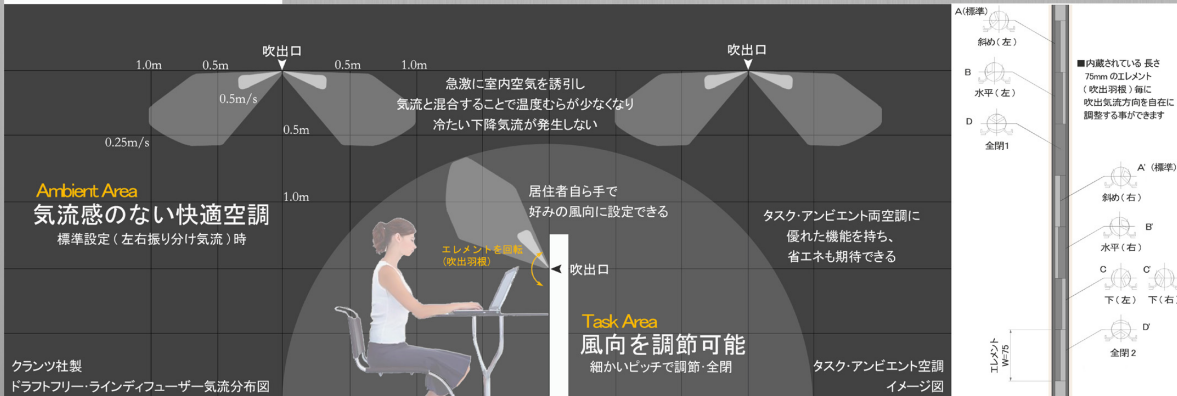 吹出口
1.0m
0.5m
0.5m
1.0m
0.5m/s
0.25m/s
0.5m
1.0m
急激に室内空気を誘引し
気流と混合することで温度むらが少なくなり
冷たい下降気流が発生しない
吹出口
Ambient Area
気流感のない快適空調
標準設定(左右振り分け気流)時
居住者自ら手で
好みの風向に設定できる
エレメントを回転
(吹出羽根)
吹出口
タスク・アンビエント両空調に
優れた機能を持ち、
省エネも期待できる
Task Area
風向を調節可能
細かいピッチで調節・全閉
クランツ社製
ドラフトフリー・ラインディフューザー気流分布図
タスク・アンビエント空調
イメージ図
A(標準)
斜め(左)
B
水平(左)
D
全閉1
■内蔵されている 長さ
75mm のエレメント
(吹出羽根)毎に
吹出気流方向を自在に
調整する事ができます
A'(標準)
斜め(右)
B'
水平(右)
C
C'
下(左)
下(右)
D'
全閉2
エレメント
W=75